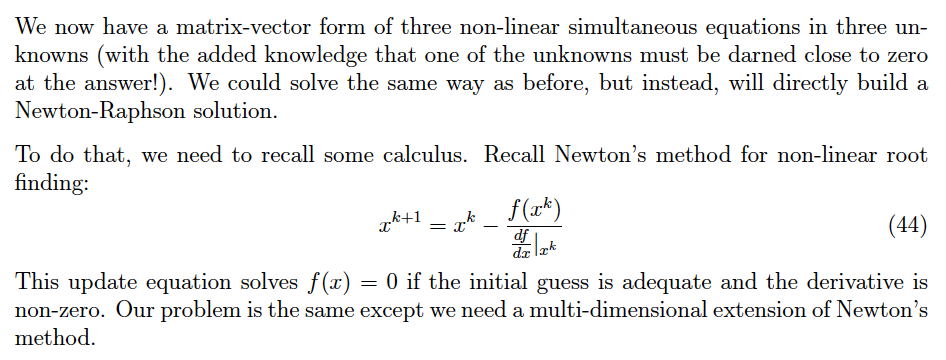 We now have a matrix-vector form of three non-linear simultaneous equations in three un-
knowns (with the added knowledge that one of the unknowns must be darned close to zero
at the answer!). We could solve the same way as before, but instead, will directly build a
Newton-Raphson solution.
To do that, we need to recall some calculus. Recall Newton's method for non-linear root
finding:
x^{k+1} = x^k - \frac{f(x^k)}{\frac{df}{dx}|_{x^k}} (44)
This update equation solves f(x) = 0 if the initial guess is adequate and the derivative is
non-zero. Our problem is the same except we need a multi-dimensional extension of Newton's
method.